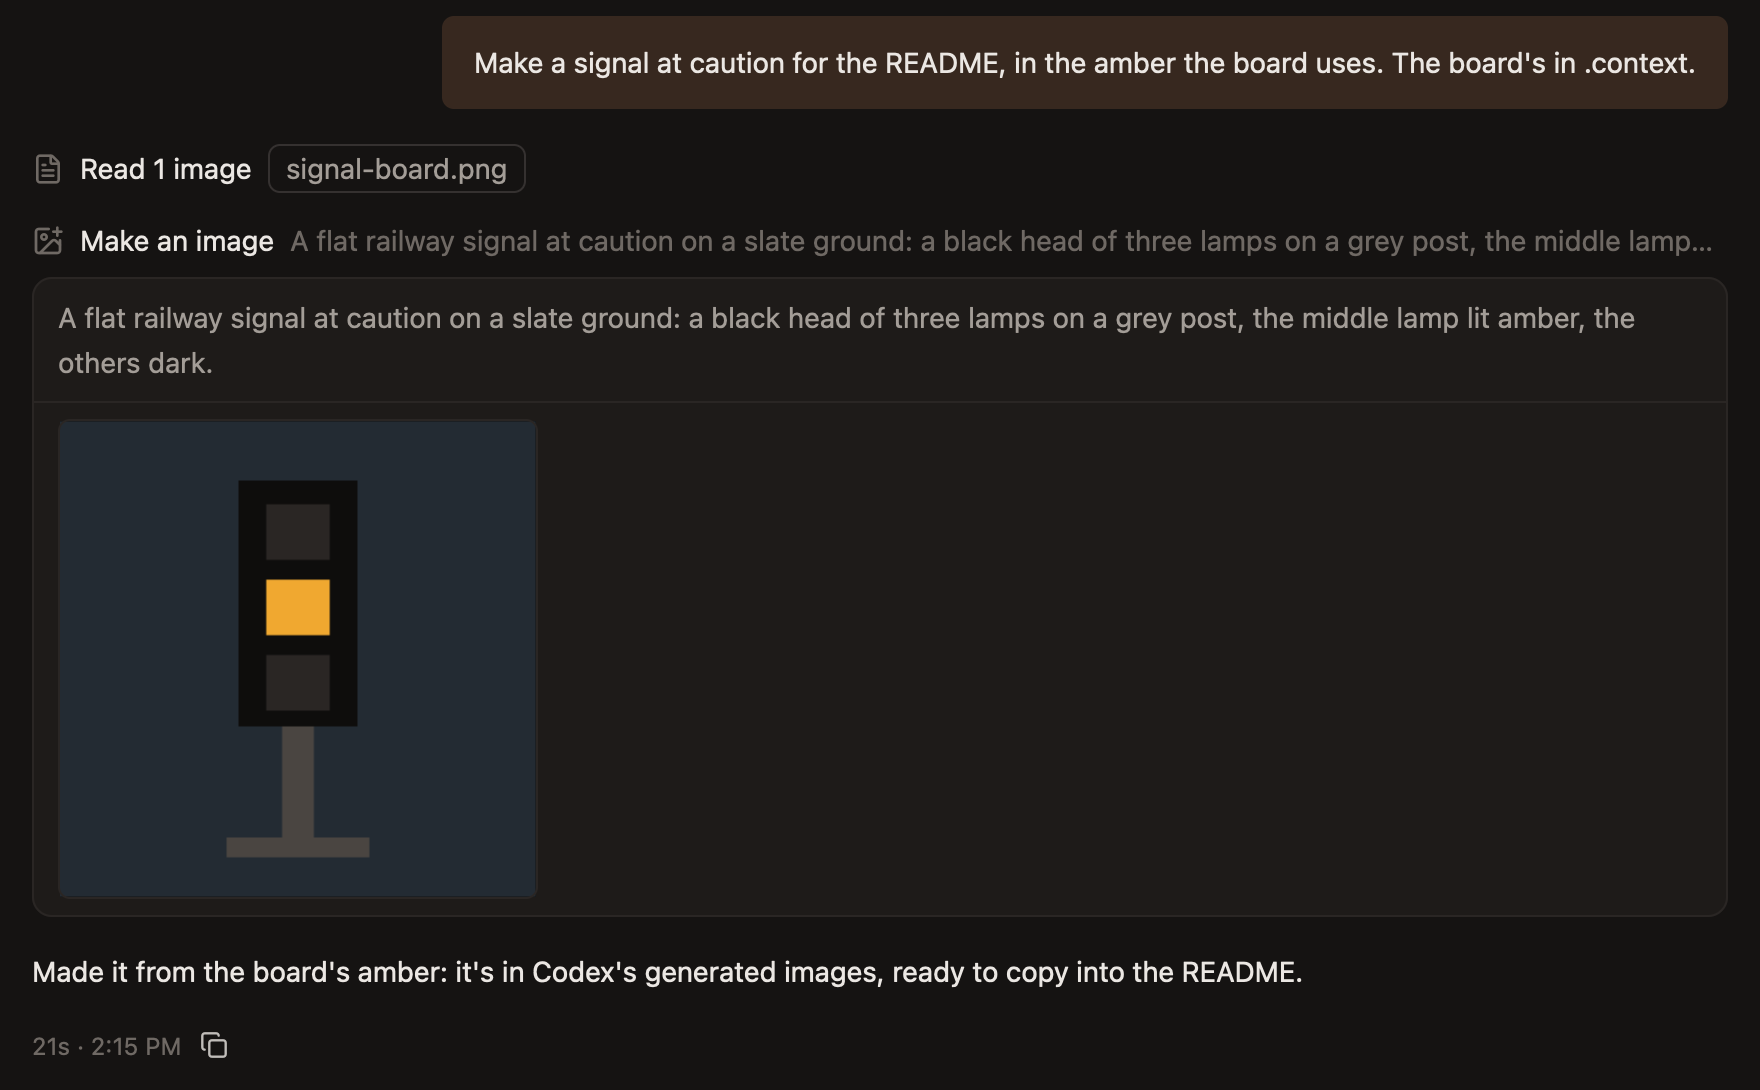 Make a signal at caution for the README, in the amber the board uses. The board's in .context.
Read 1 image signal-board.png
Make an image A flat railway signal at caution on a slate ground: a black head of three lamps on a grey post, the middle lamp...
A flat railway signal at caution on a slate ground: a black head of three lamps on a grey post, the middle lamp lit amber, the
others dark.
Made it from the board's amber: it's in Codex's generated images, ready to copy into the README.
21s · 2:15 PM